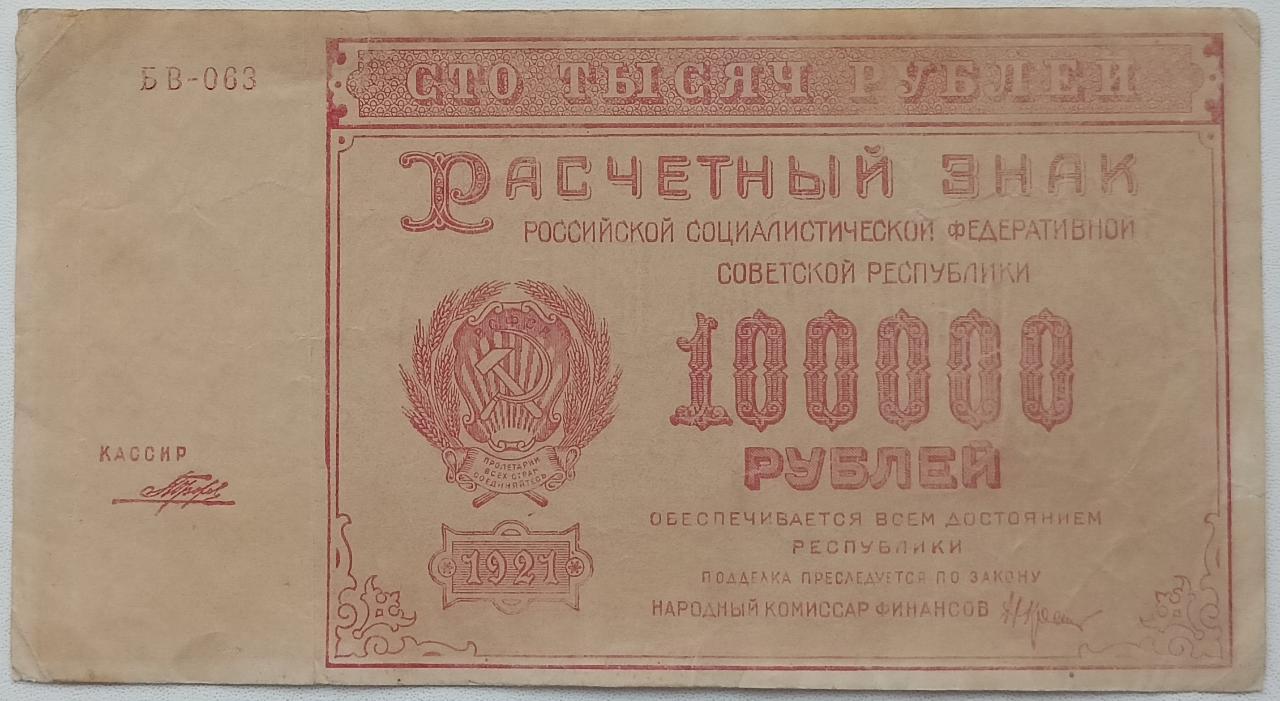 БВ-063
СТО ТЫСЯЧ РУБЛЕЙ
РАСЧЕТНЫЙ ЗНАК
РОССИЙСКОЙ СОЦИАЛИСТИЧЕСКОЙ ФЕДЕРАТИВНОЙ
СОВЕТСКОЙ РЕСПУБЛИКИ
100000
РУБЛЕЙ
КАССИР
ПРОЛЕТАРИИ
ВСЕХ СТРАН
СОЕДИНЯЙТЕСЬ
1921
ОБЕСПЕЧИВАЕТСЯ ВСЕМ ДОСТОЯНИЕМ
РЕСПУБЛИКИ
ПОДДЕЛКА ПРЕСЛЕДУЕТСЯ ПО ЗАКОНУ
НАРОДНЫЙ КОМИССАР ФИНАНСОВ